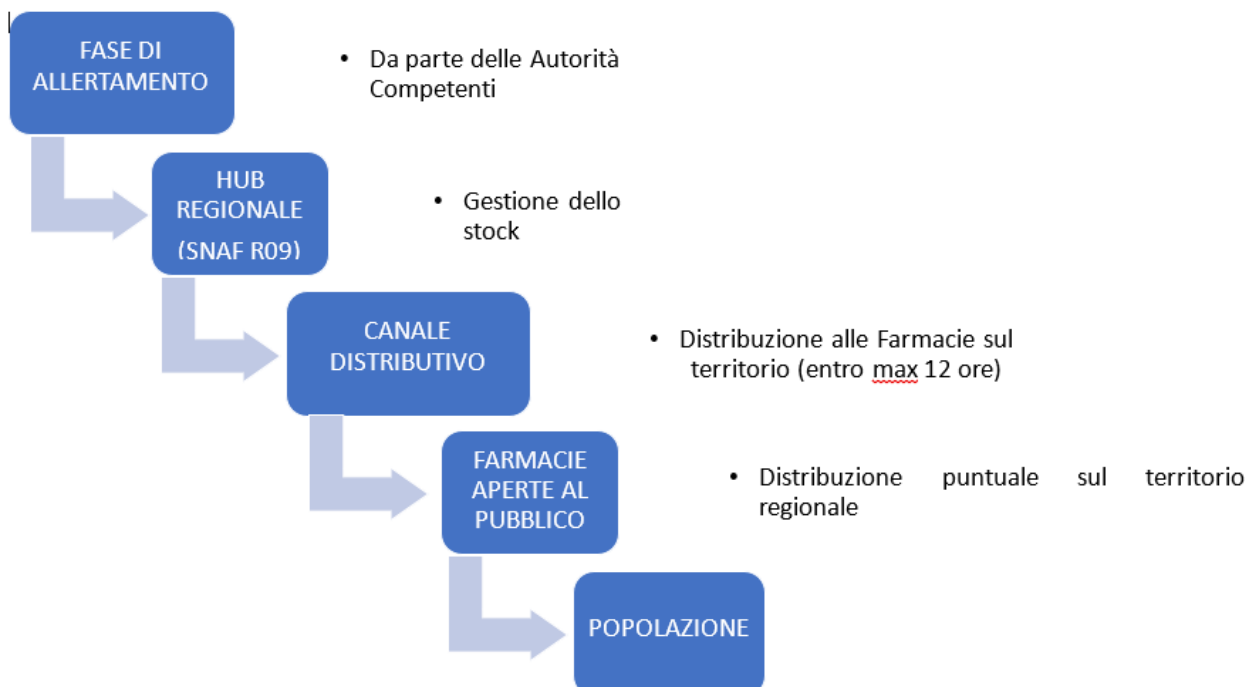 FASE DI
ALLERTAMENTO
• Da parte delle Autorità
Competenti
HUB
REGIONALE
(SNAF R09)
• Gestione dello
stock
CANALE
DISTRIBUTIVO
• Distribuzione alle Farmacie sul
territorio (entro max 12 ore)
FARMACIE
APERTE AL
PUBBLICO
• Distribuzione puntuale sul territorio
regionale
POPOLAZIONE